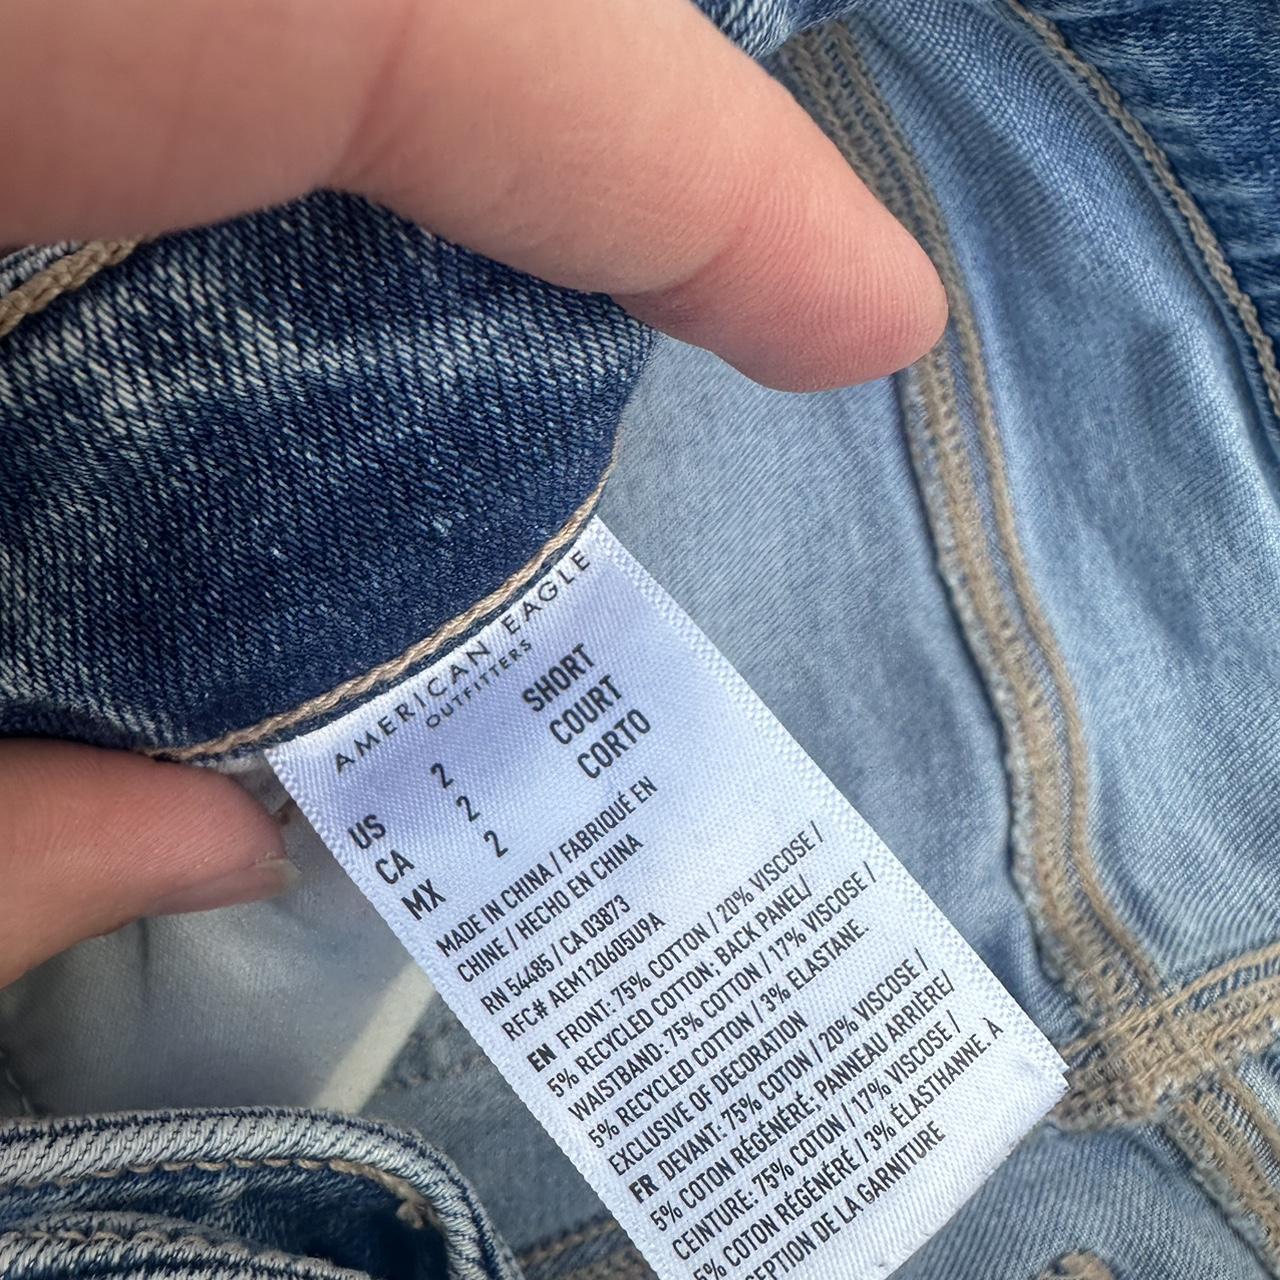 AMERICAN EAGLE
OUTFITTERS
US 2 SHORT
CA 2 COURT
MX 2 CORTO
MADE IN CHINA / FABRIQUÉ EN
CHINE / HECHO EN CHINA
RN 54485 / CA 03873
RFC# AEM120605U9A
EN FRONT: 75% COTTON / 20% VISCOSE /
5% RECYCLED COTTON; BACK PANEL/
WAISTBAND: 75% COTTON / 17% VISCOSE /
5% RECYCLED COTTON / 3% ELASTANE.
EXCLUSIVE OF DECORATION
FR DEVANT: 75% COTON / 20% VISCOSE /
5% COTON RÉGÉNÉRÉ; PANNEAU ARRIÈRE/
CEINTURE: 75% COTON / 17% VISCOSE /
5% COTON RÉGÉNÉRÉ / 3% ÉLASTHANNE. À
CEPTION DE LA GARNITURE